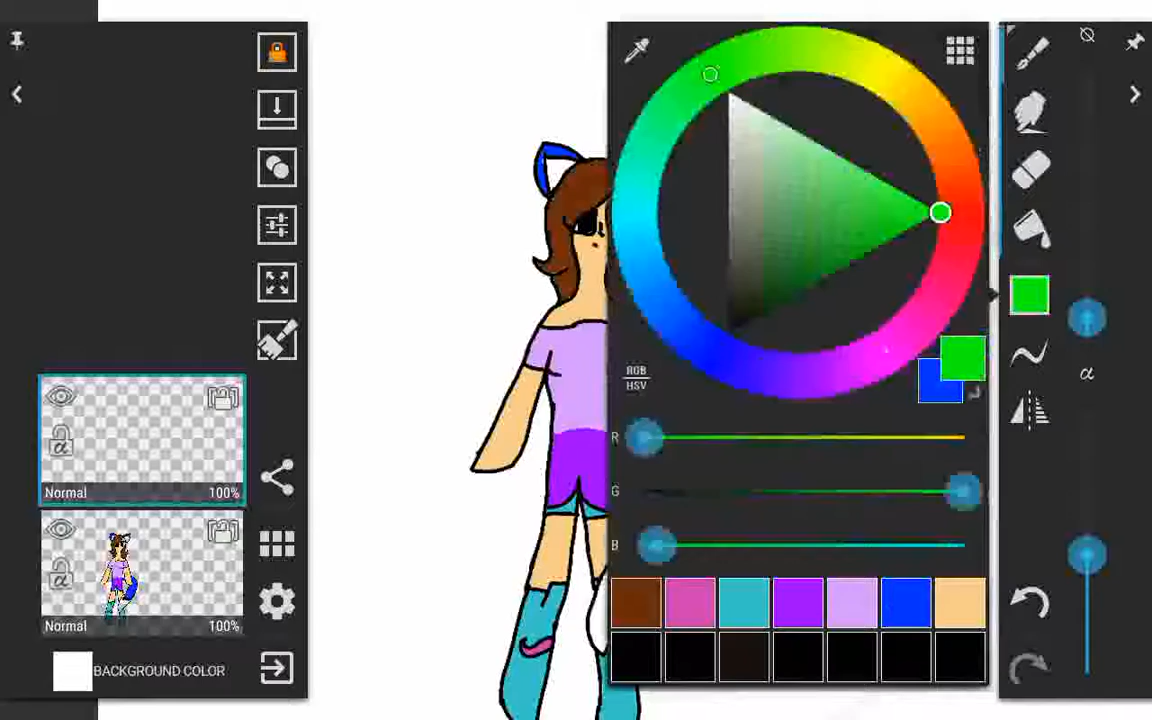 RGB
HSV
R
G
B
α
α
Normal 100%
α
Normal 100%
BACKGROUND COLOR